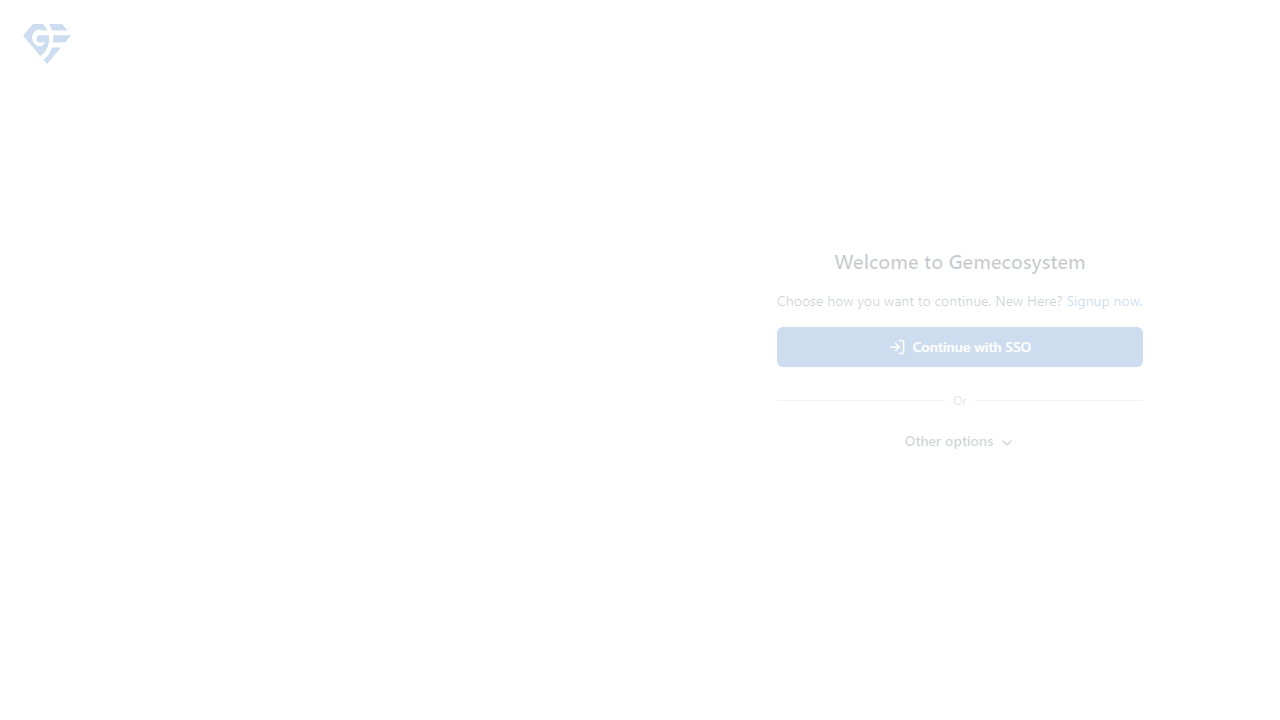 GE
Welcome to Gemecosystem
Choose how you want to continue. New Here? Signup now.
Continue with SSO
Or
Other options